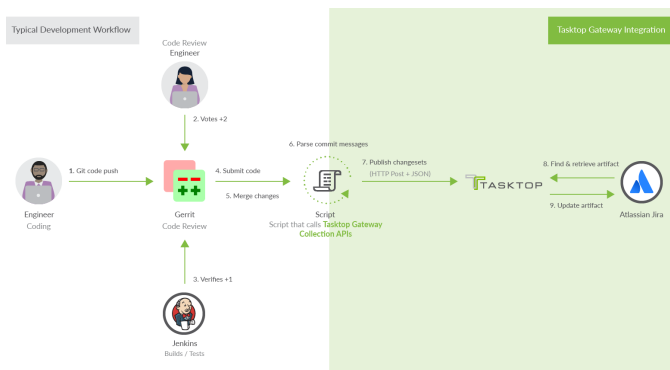 Typical Development Workflow
Tasktop Gateway Integration
Code Review
Engineer
2. Votes +2
6. Parse commit messages
1. Git code push
4. Submit code
5. Merge changes
7. Publish changesets
(HTTP Post + JSON)
TASKTOP
8. Find & retrieve artifact
9. Update artifact
Engineer
Coding
Gerrit
Code Review
Script
Script that calls Tasktop Gateway
Collection APIs
Atlassian Jira
3. Verifies +1
Jenkins
Builds / Tests